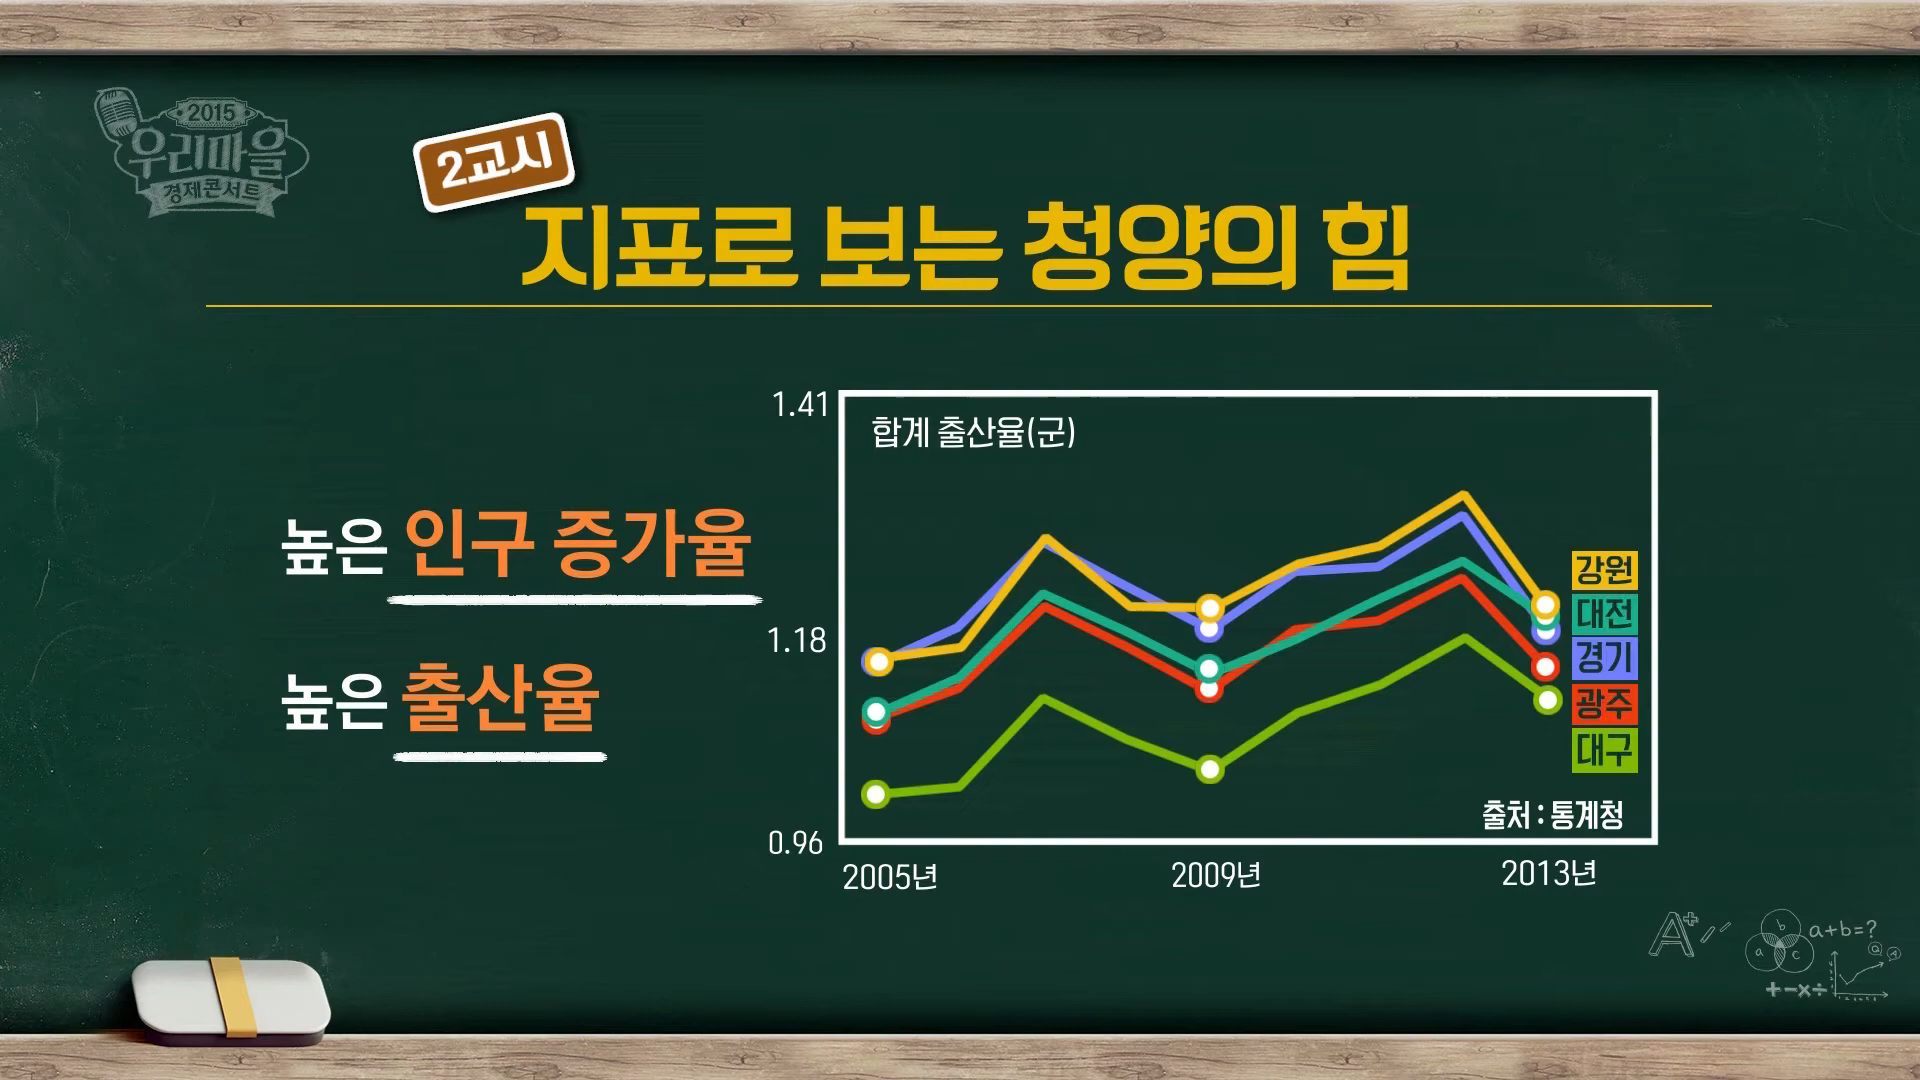 2015
우리마을
경제콘서트
2교시
지표로 보는 청양의 힘
높은 인구 증가율
높은 출산율
1.41
1.18
0.96
합계 출산율(군)
강원
대전
경기
광주
대구
출처 : 통계청
2005년
2009년
2013년
A+
a+b=?
b
a
c
+-×÷